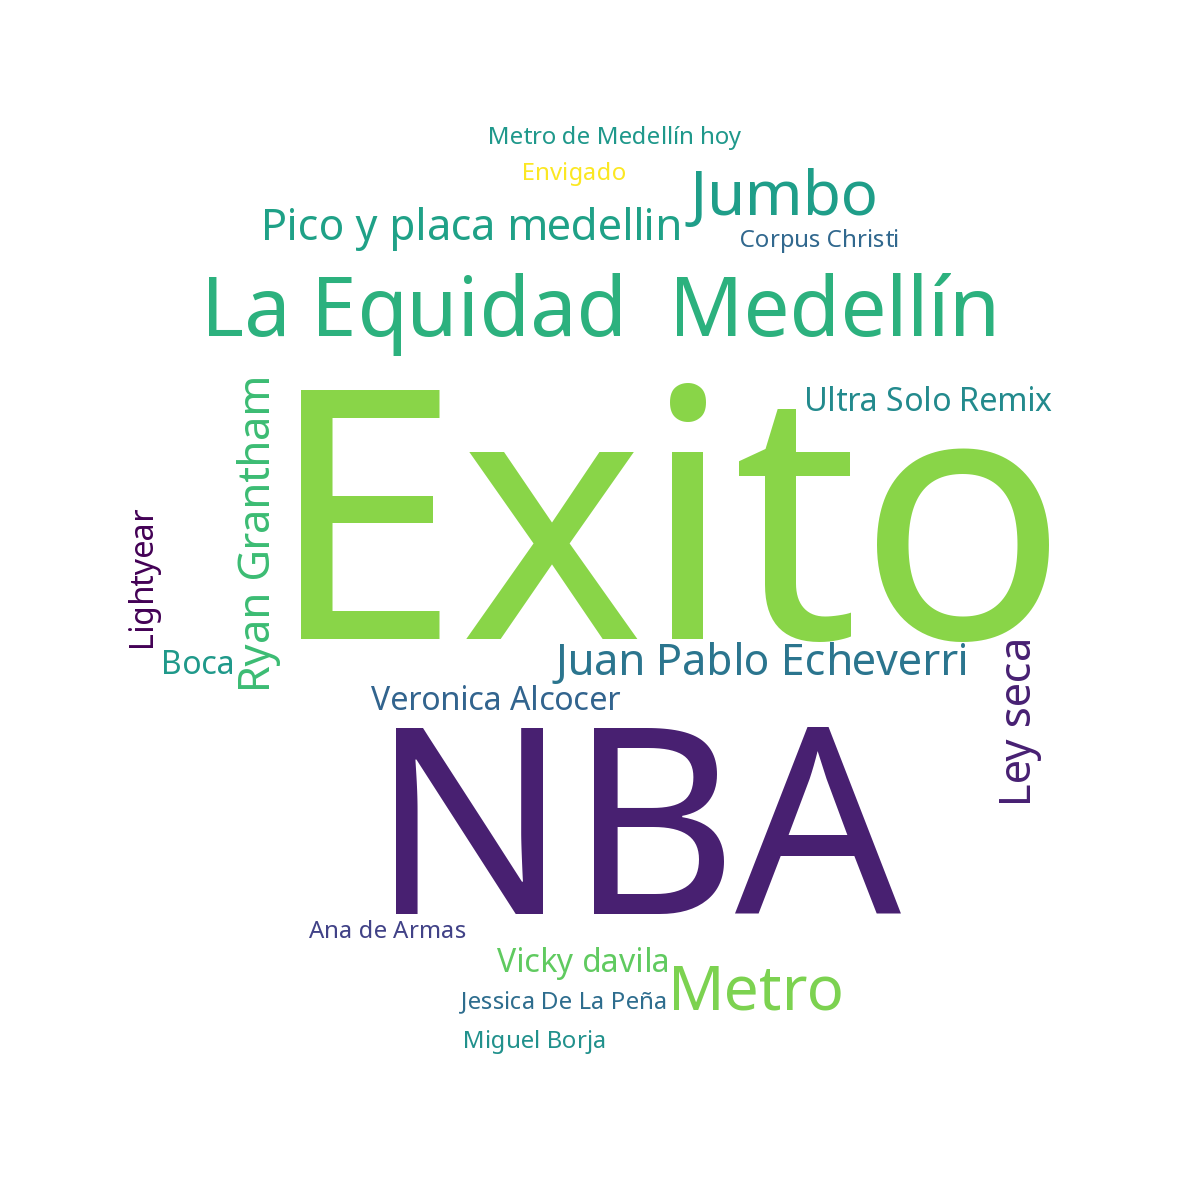 Metro de Medellín hoy
Envigado
Jumbo
Pico y placa medellin
Corpus Christi
La Equidad
Medellín
Ultra Solo Remix
Exito
Ryan Grantham
Lightyear
Boca
Juan Pablo Echeverri
Ley seca
Veronica Alcocer
NBA
Ana de Armas
Vicky davila
Metro
Jessica De La Peña
Miguel Borja